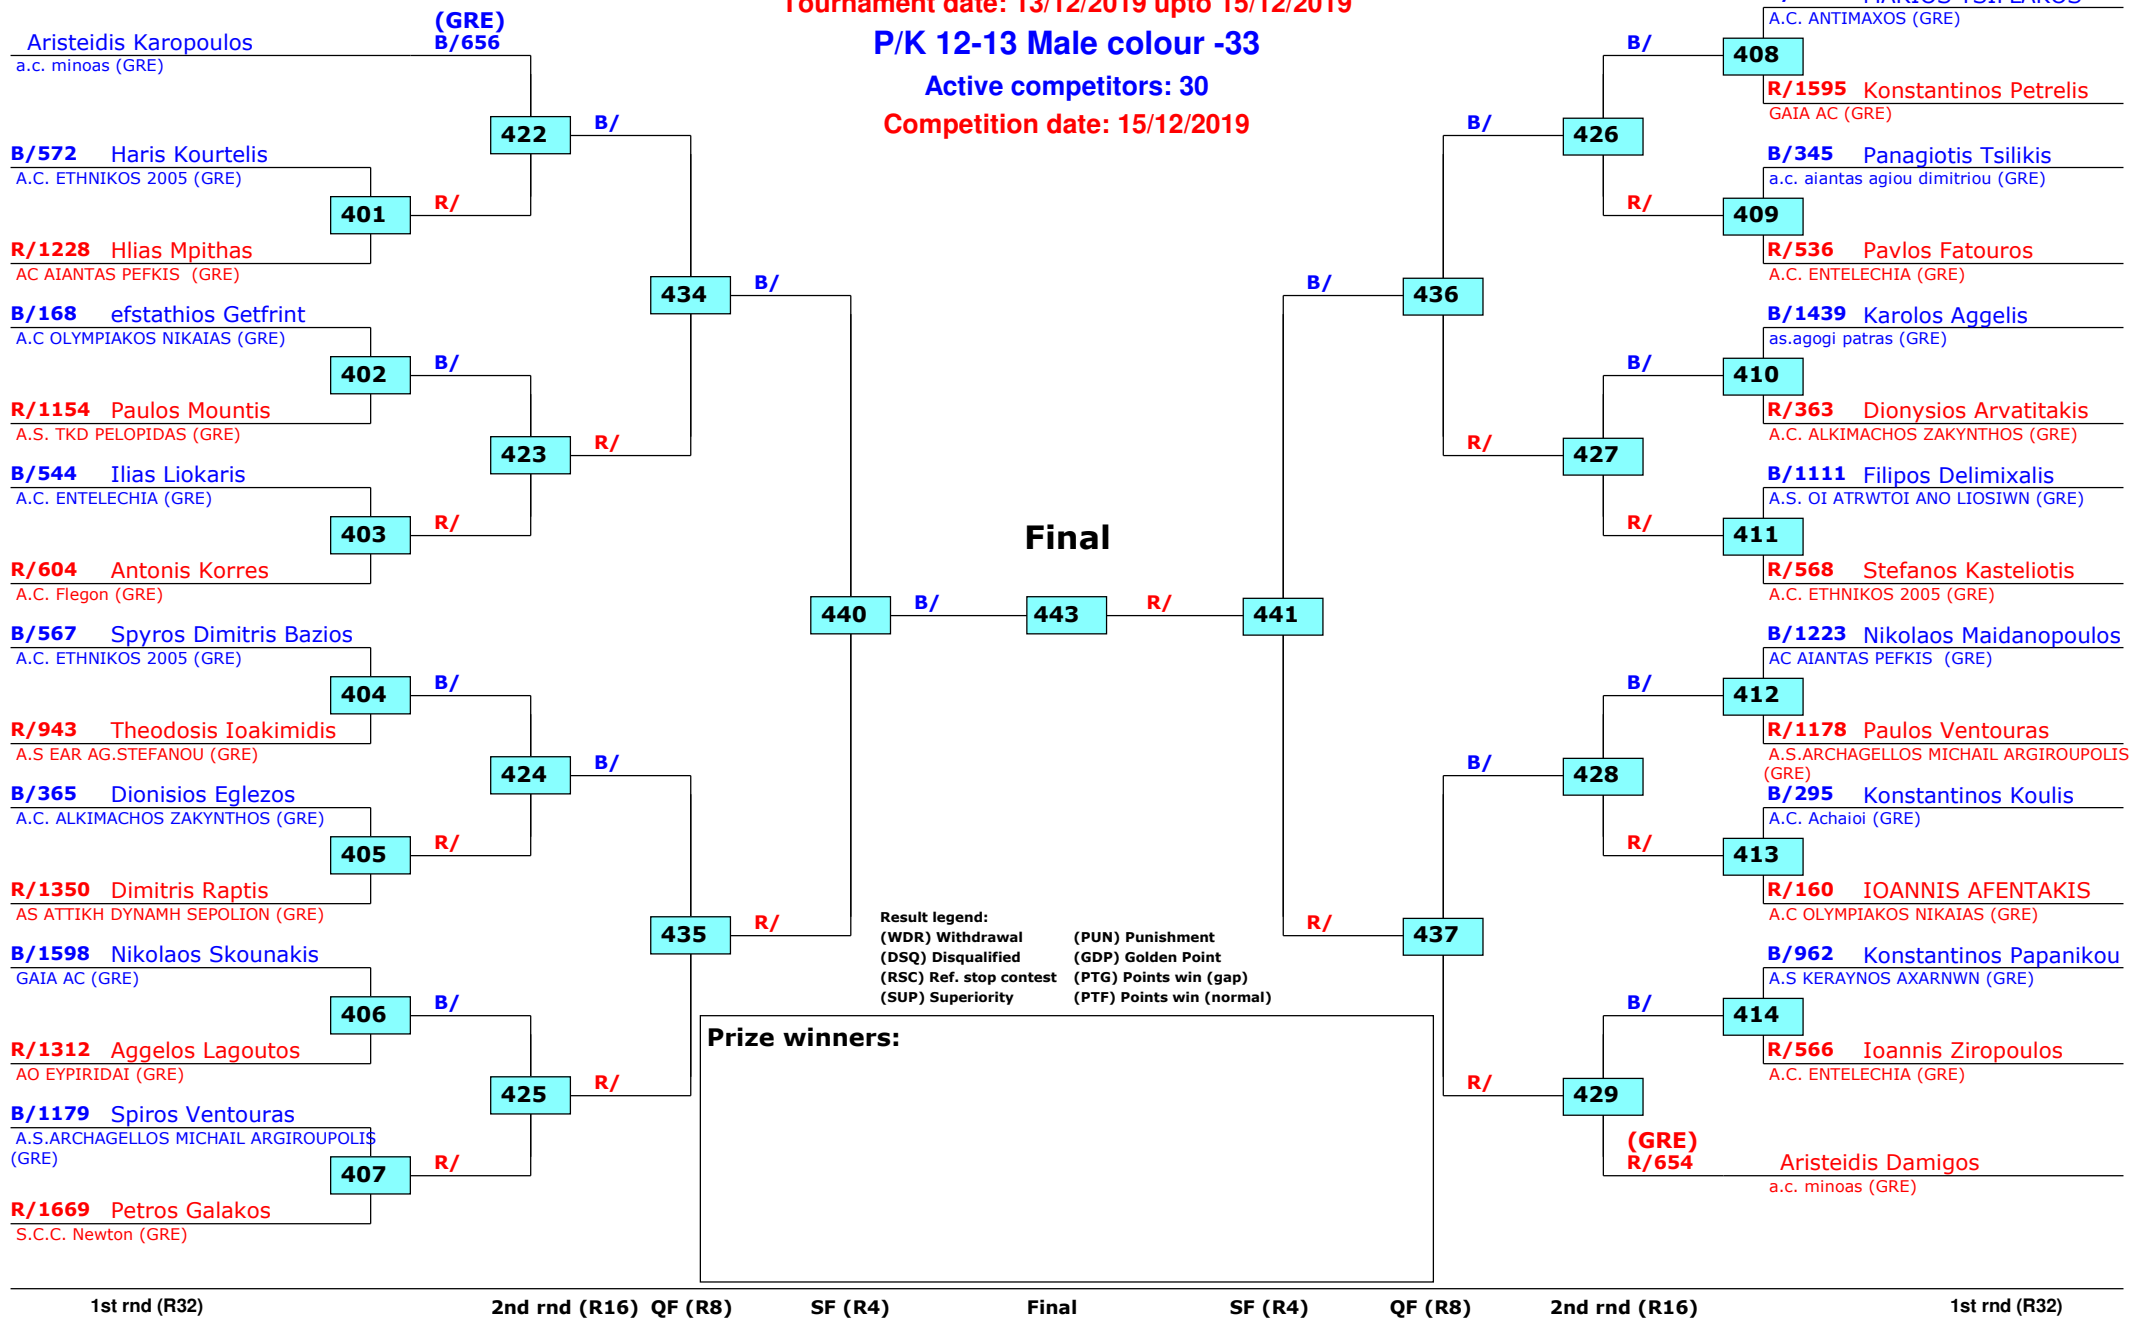 Tournament date: 13/12/2019 upto 15/12/2019
P/K 12-13 Male colour -33
Active competitors: 30
Competition date: 15/12/2019
(GRE)
Aristeidis Karopoulos B/656
a.c. minoas (GRE)
422 B/
B/572 Haris Kourtelis
A.C. ETHNIKOS 2005 (GRE)
401 R/
R/1228 Hlias Mpithas
AC AIANTAS PEFKIS (GRE)
434 B/
B/168 efstathios Getfrint
A.C OLYMPIAKOS NIKAIAS (GRE)
402 B/
R/1154 Paulos Mountis
A.S. TKD PELOPIDAS (GRE)
423 R/
B/544 Ilias Liokaris
A.C. ENTELECHIA (GRE)
403 R/
R/604 Antonis Korres
A.C. Flegon (GRE)
440 B/
B/567 Spyros Dimitris Bazios
A.C. ETHNIKOS 2005 (GRE)
404 B/
R/943 Theodosis Ioakimidis
A.S EAR AG.STEFANOU (GRE)
424 B/
B/365 Dionisios Eglezos
A.C. ALKIMACHOS ZAKYNTHOS (GRE)
405 R/
R/1350 Dimitris Raptis
AS ATTIKH DYNAMH SEPOLION (GRE)
435 R/
B/1598 Nikolaos Skounakis
GAIA AC (GRE)
406 B/
R/1312 Aggelos Lagoutos
AO EYPIRIDAI (GRE)
425 R/
B/1179 Spiros Ventouras
A.S.ARCHAGELLOS MICHAIL ARGIROUPOLIS
(GRE)
407 R/
R/1669 Petros Galakos
S.C.C. Newton (GRE)
Final
443
R/ 441
MARIOS TSIPLAKOS
A.C. ANTIMAXOS (GRE)
B/ 408
R/1595 Konstantinos Petrelis
GAIA AC (GRE)
B/ 426
B/345 Panagiotis Tsilikis
a.c. aiantas agiou dimitriou (GRE)
R/ 409
R/536 Pavlos Fatouros
A.C. ENTELECHIA (GRE)
B/ 436
B/1439 Karolos Aggelis
as.agogi patras (GRE)
B/ 410
R/363 Dionysios Arvatitakis
A.C. ALKIMACHOS ZAKYNTHOS (GRE)
R/ 427
B/1111 Filipos Delimixalis
A.S. OI ATRWTOI ANO LIOSIWN (GRE)
R/ 411
R/568 Stefanos Kasteliotis
A.C. ETHNIKOS 2005 (GRE)
B/1223 Nikolaos Maidanopoulos
AC AIANTAS PEFKIS (GRE)
B/ 412
R/1178 Paulos Ventouras
A.S.ARCHAGELLOS MICHAIL ARGIROUPOLIS
(GRE)
B/ 428
B/295 Konstantinos Koulis
A.C. Achaioi (GRE)
R/ 413
R/160 IOANNIS AFENTAKIS
A.C OLYMPIAKOS NIKAIAS (GRE)
R/ 437
B/962 Konstantinos Papanikou
A.S KERAYNOS AXARNWN (GRE)
B/ 414
R/566 Ioannis Ziropoulos
A.C. ENTELECHIA (GRE)
R/ 429
(GRE)
R/654 Aristeidis Damigos
a.c. minoas (GRE)
Result legend:
(WDR) Withdrawal (PUN) Punishment
(DSQ) Disqualified (GDP) Golden Point
(RSC) Ref. stop contest (PTG) Points win (gap)
(SUP) Superiority (PTF) Points win (normal)
Prize winners:
1st rnd (R32) 2nd rnd (R16) QF (R8) SF (R4) Final SF (R4) QF (R8) 2nd rnd (R16) 1st rnd (R32)